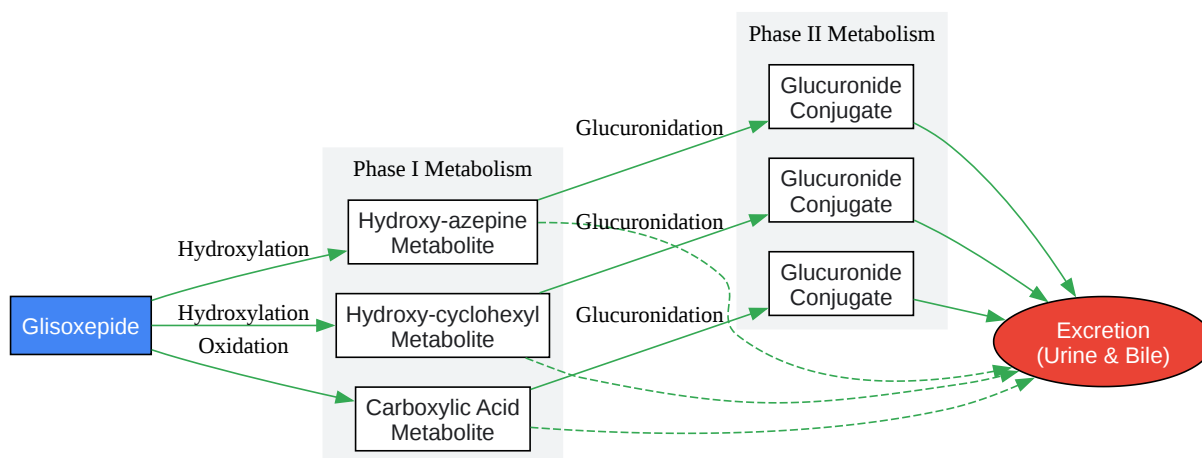 Phase II Metabolism
Glucuronide
Conjugate
Glucuronidation
Phase I Metabolism
Glucuronide
Conjugate
Hydroxy-azepine
Metabolite
Glucuronidation
Hydroxylation
Glucuronide
Conjugate
Glisoxepide
Hydroxylation
Hydroxy-cyclohexyl
Metabolite
Glucuronidation
Excretion
(Urine & Bile)
Oxidation
Carboxylic Acid
Metabolite